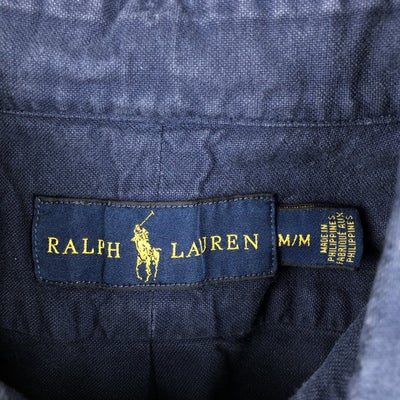 RALPH LAUREN
M/M
MADE IN
PHILIPPINES
FABRIQUÉ AUX
PHILIPPINES